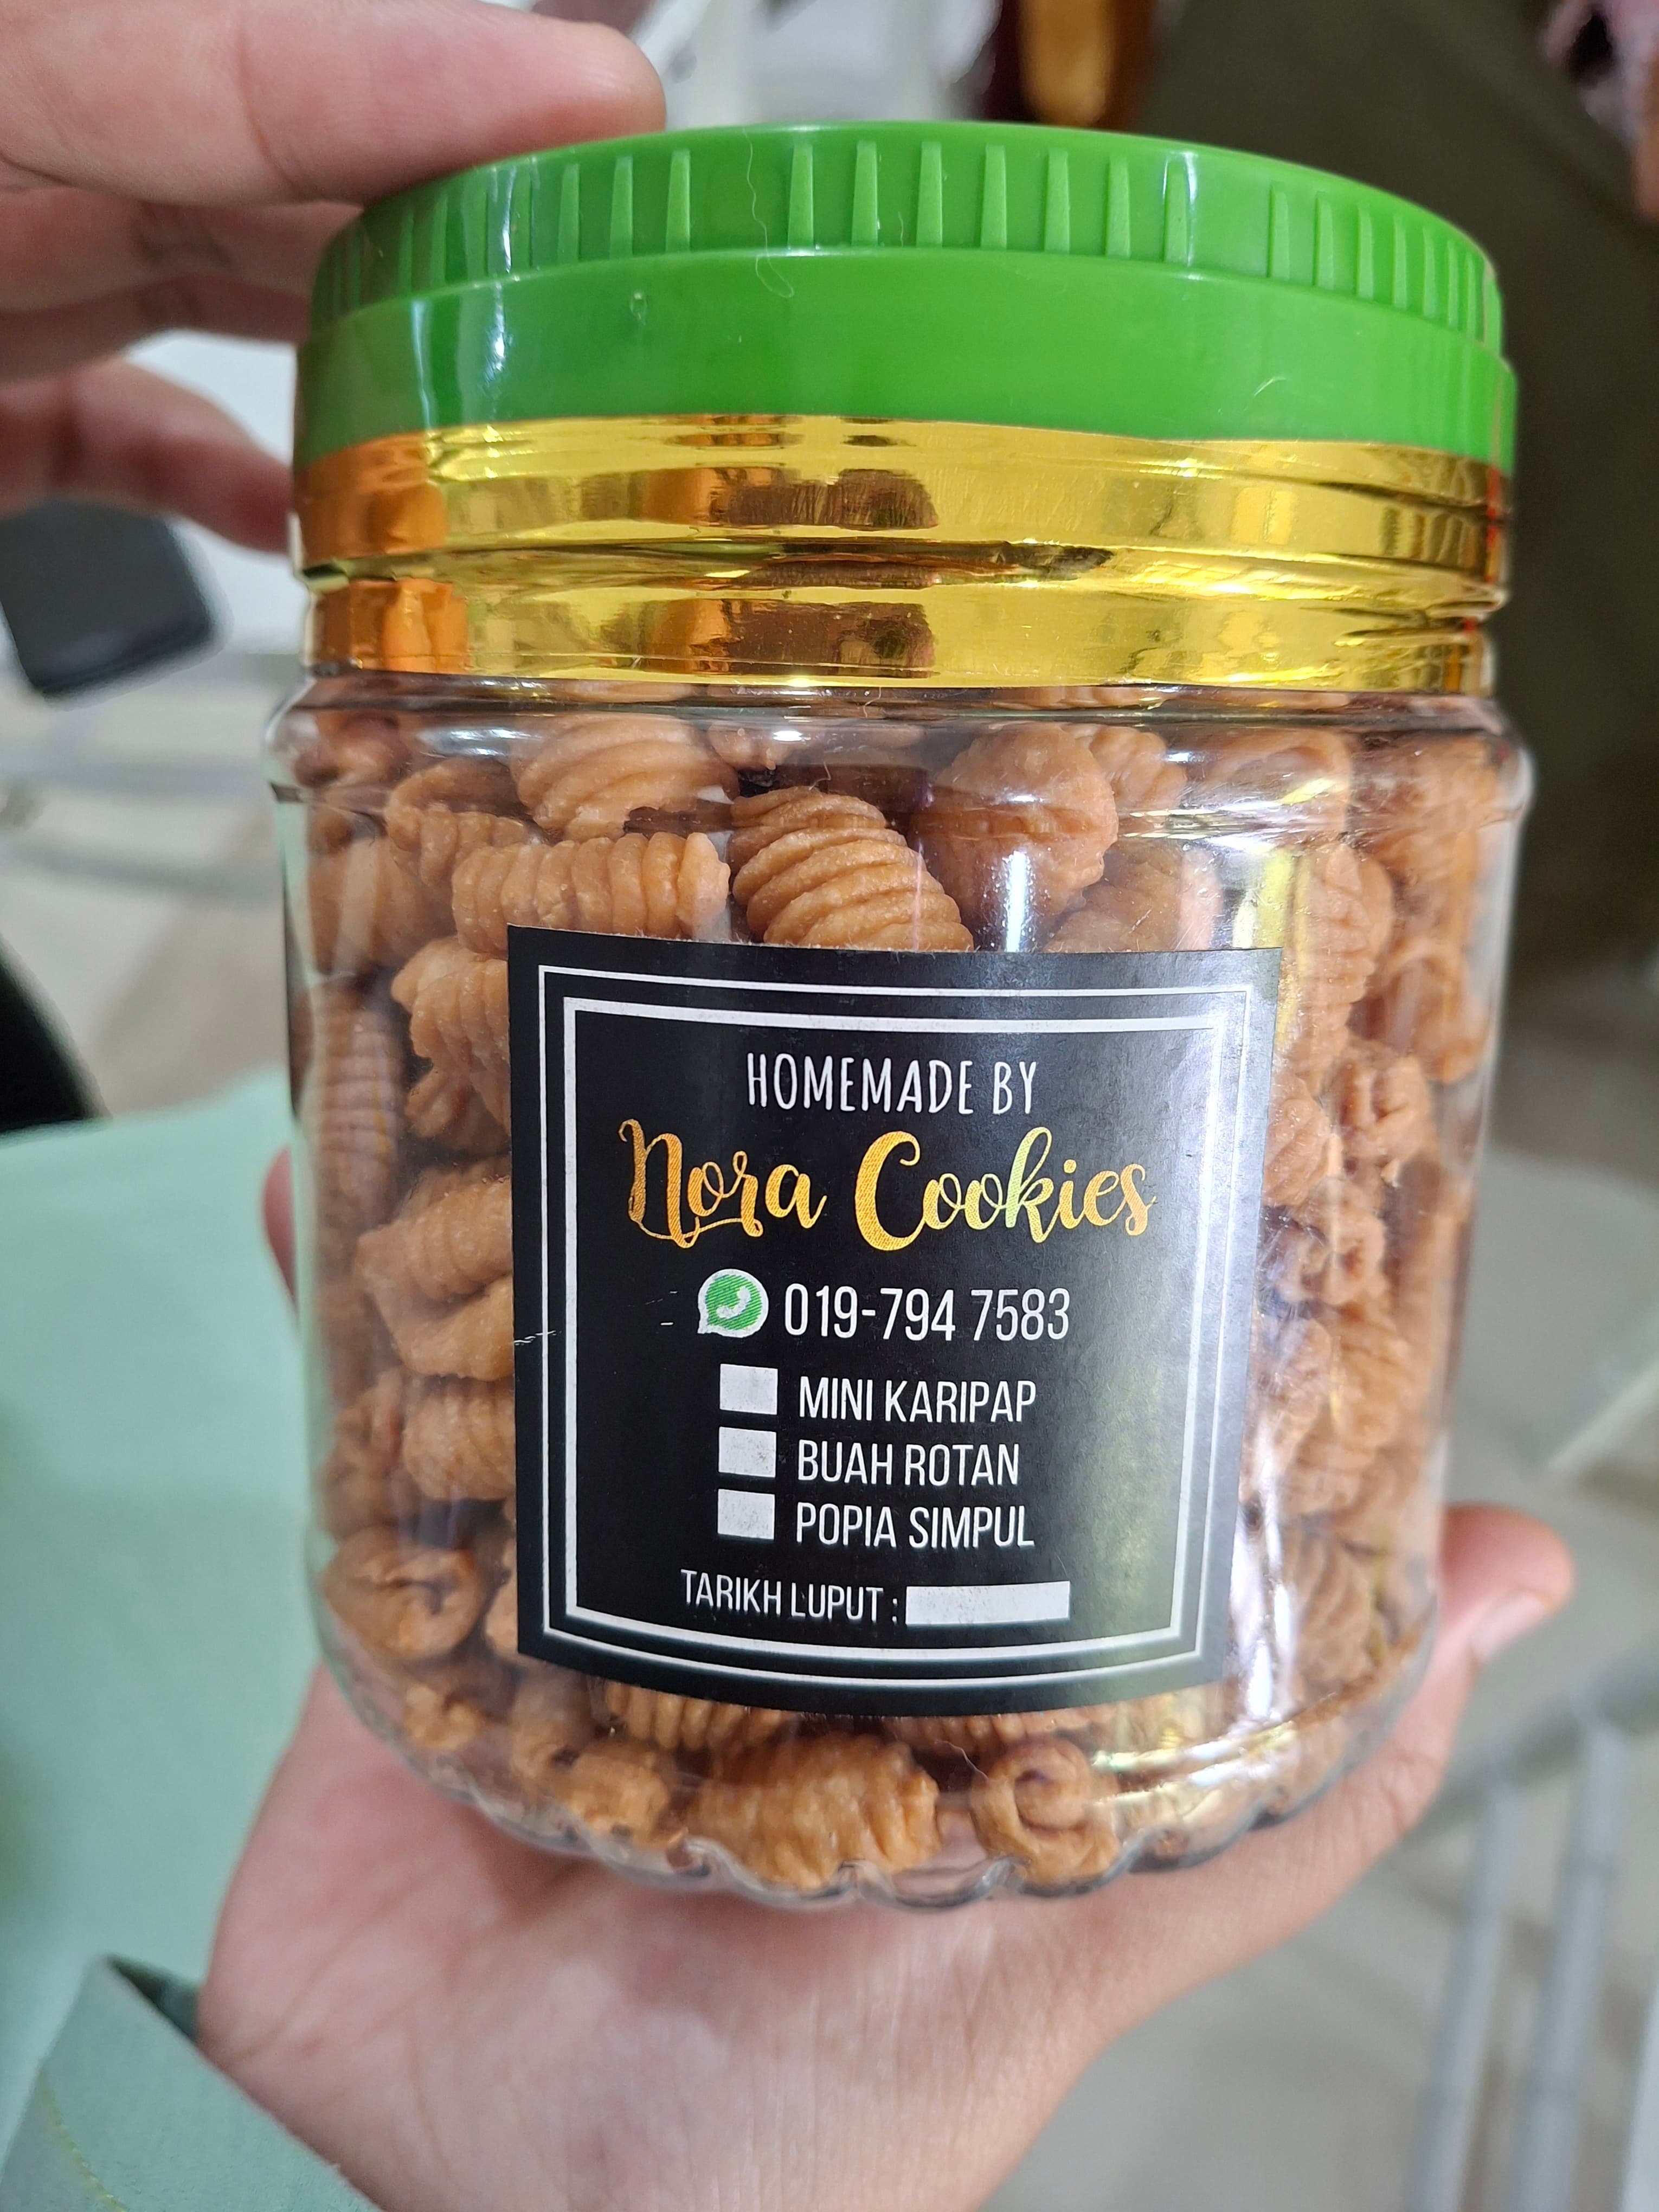 HOMEMADE BY
Nora Cookies
019-794 7583
MINI KARIPAP
BUAH ROTAN
POPIA SIMPUL
TARIKH LUPUT :